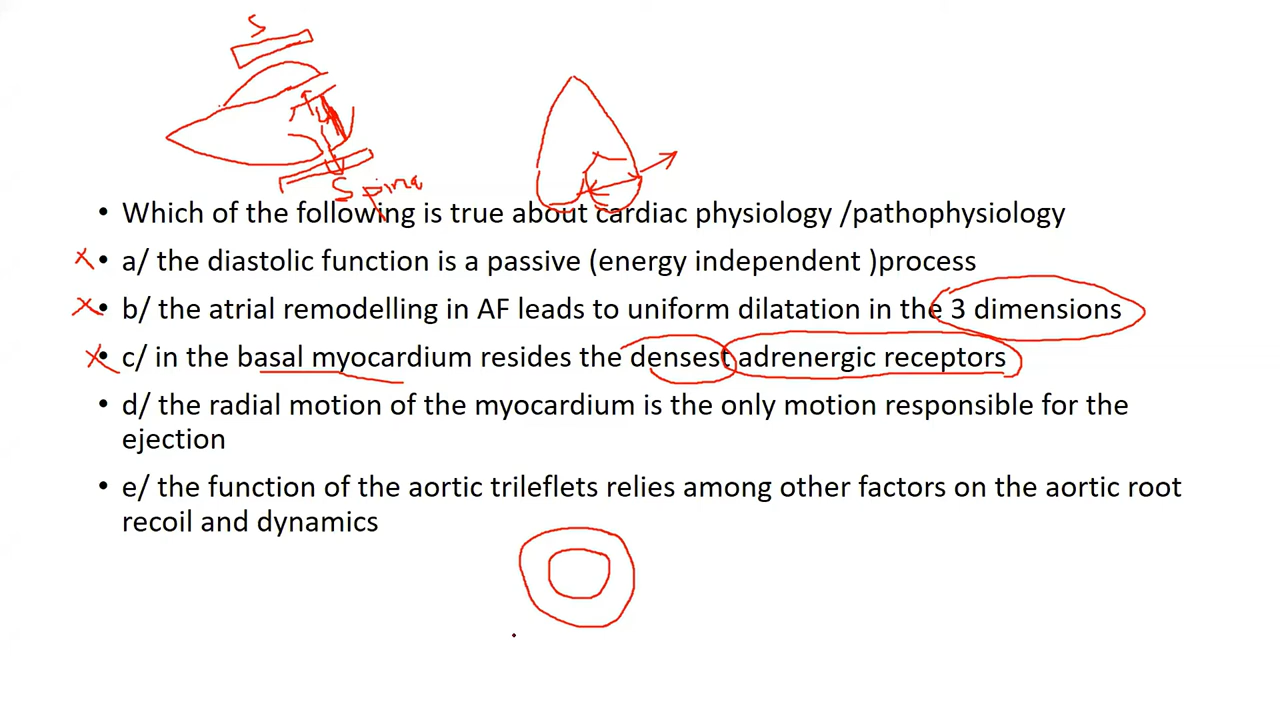 S
Spine
• Which of the following is true about cardiac physiology /pathophysiology
x • a/ the diastolic function is a passive (energy independent )process
x • b/ the atrial remodelling in AF leads to uniform dilatation in the 3 dimensions
x • c/ in the basal myocardium resides the densest adrenergic receptors
• d/ the radial motion of the myocardium is the only motion responsible for the
ejection
• e/ the function of the aortic trileflets relies among other factors on the aortic root
recoil and dynamics